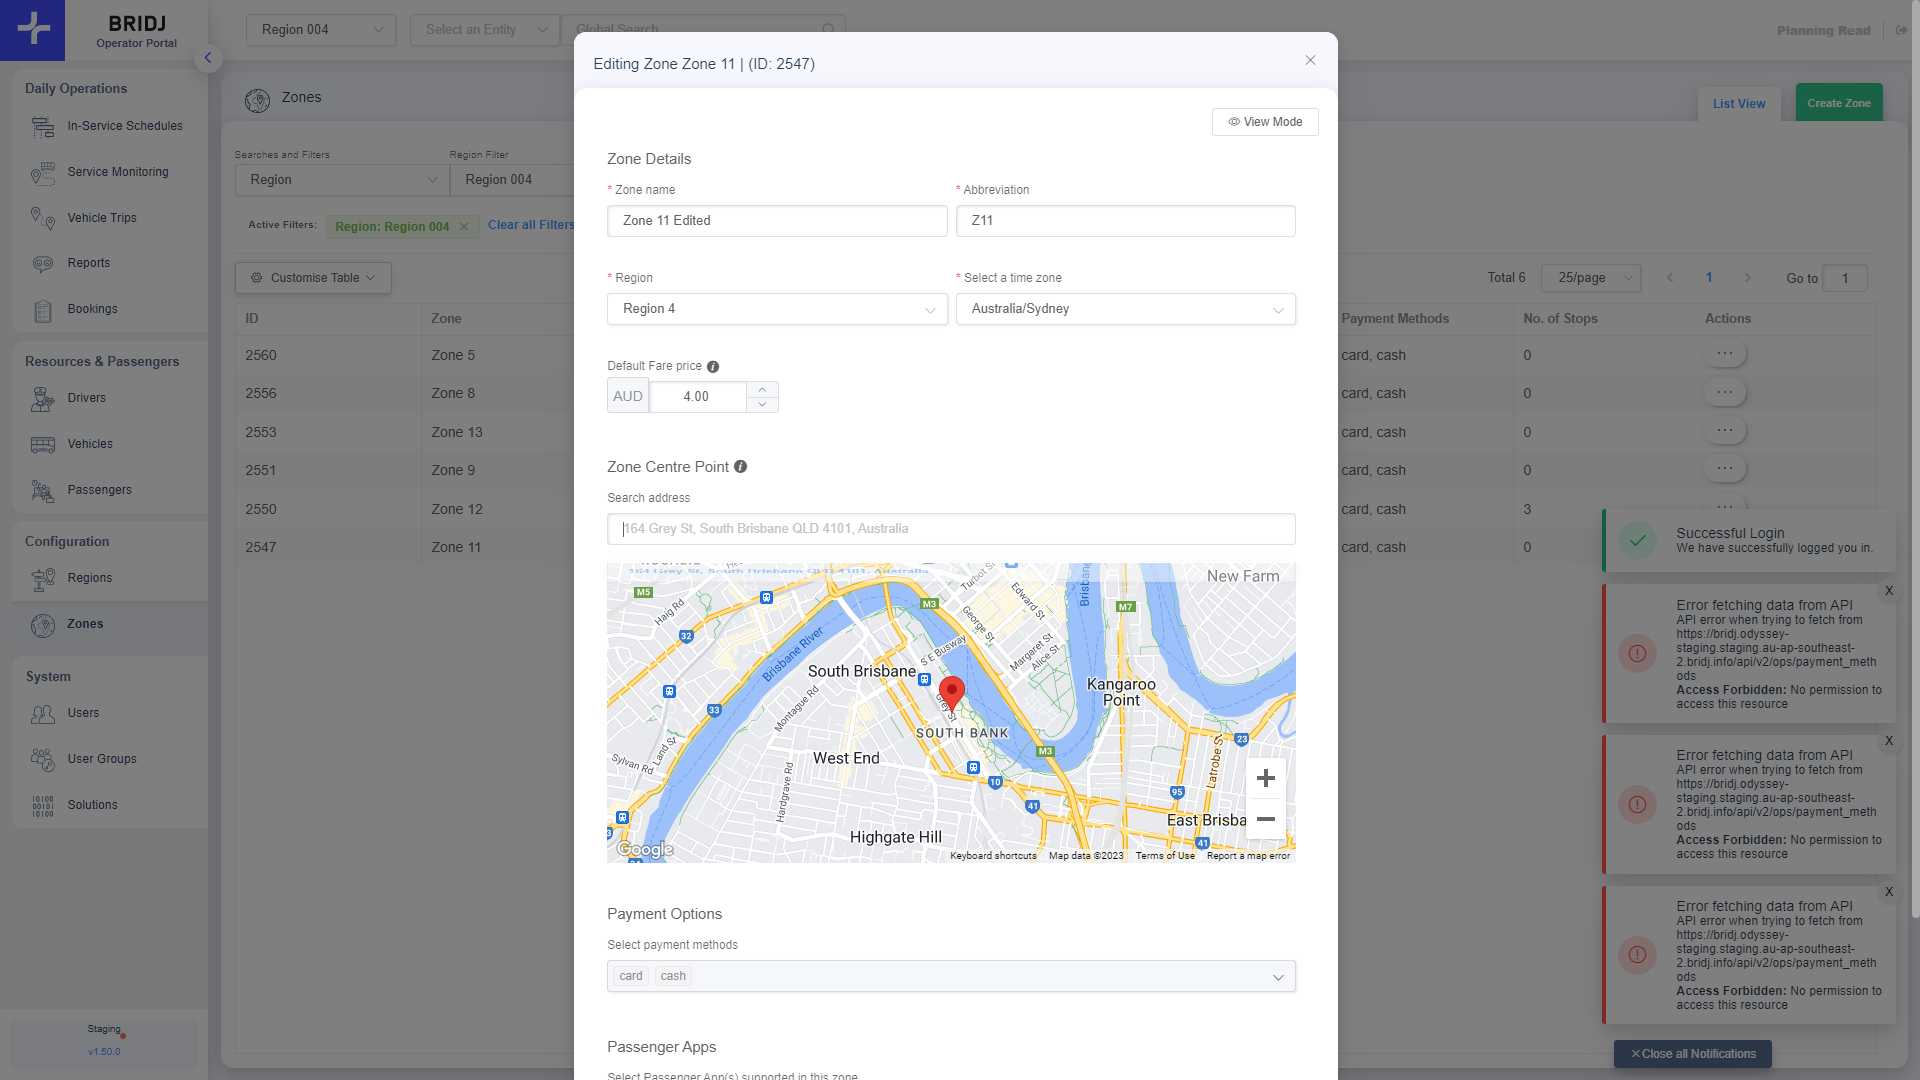 BRIDJ
Operator Portal
Region 004
Select an Entity
Global Search
Planning Read
Daily Operations
In-Service Schedules
Service Monitoring
Vehicle Trips
Reports
Bookings
Resources & Passengers
Drivers
Vehicles
Passengers
Configuration
Regions
Zones
System
Users
User Groups
Solutions
Staging
v1.50.0
Zones
List View
Create Zone
Searches and Filters
Region
Region Filter
Region 004
Active Filters:
Region: Region 004
Clear all Filters
Customise Table
Total 6
25/page
1
Go to
1
ID
Zone
Payment Methods
No. of Stops
Actions
2560
Zone 5
card, cash
0
2556
Zone 8
card, cash
0
2553
Zone 13
card, cash
0
2551
Zone 9
card, cash
0
2550
Zone 12
card, cash
3
2547
Zone 11
card, cash
0
Editing Zone Zone 11 | (ID: 2547)
View Mode
Zone Details
* Zone name
Zone 11 Edited
* Abbreviation
Z11
* Region
Region 4
* Select a time zone
Australia/Sydney
Default Fare price
AUD
4.00
Zone Centre Point
Search address
164 Grey St, South Brisbane QLD 4101, Australia
164 Grey St, South Brisbane QLD 4101, Australia
New Farm
M5
M3
M7
Turbot St
Edward St
George St
Haig Rd
32
Brisbane River
S E Busway
Margaret St
Alice St
South Brisbane
Kangaroo
Point
Grey St
Montague Rd
33
SOUTH BANK
M3
23
Land St
Sylvan Rd
West End
Hardgrave Rd
Latrobe St
10
95
41
East Brisba
Highgate Hill
41
Google
Keyboard shortcuts
Map data ©2023
Terms of Use
Report a map error
Payment Options
Select payment methods
card
cash
Passenger Apps
Select Passenger App(s) supported in this zone
Successful Login
We have successfully logged you in.
X
Error fetching data from API
API error when trying to fetch from
https://bridj.odyssey-
staging.staging.au-ap-southeast-
2.bridj.info/api/v2/ops/payment_meth
ods
Access Forbidden: No permission to
access this resource
X
Error fetching data from API
API error when trying to fetch from
https://bridj.odyssey-
staging.staging.au-ap-southeast-
2.bridj.info/api/v2/ops/payment_meth
ods
Access Forbidden: No permission to
access this resource
X
Error fetching data from API
API error when trying to fetch from
https://bridj.odyssey-
staging.staging.au-ap-southeast-
2.bridj.info/api/v2/ops/payment_meth
ods
Access Forbidden: No permission to
access this resource
Close all Notifications